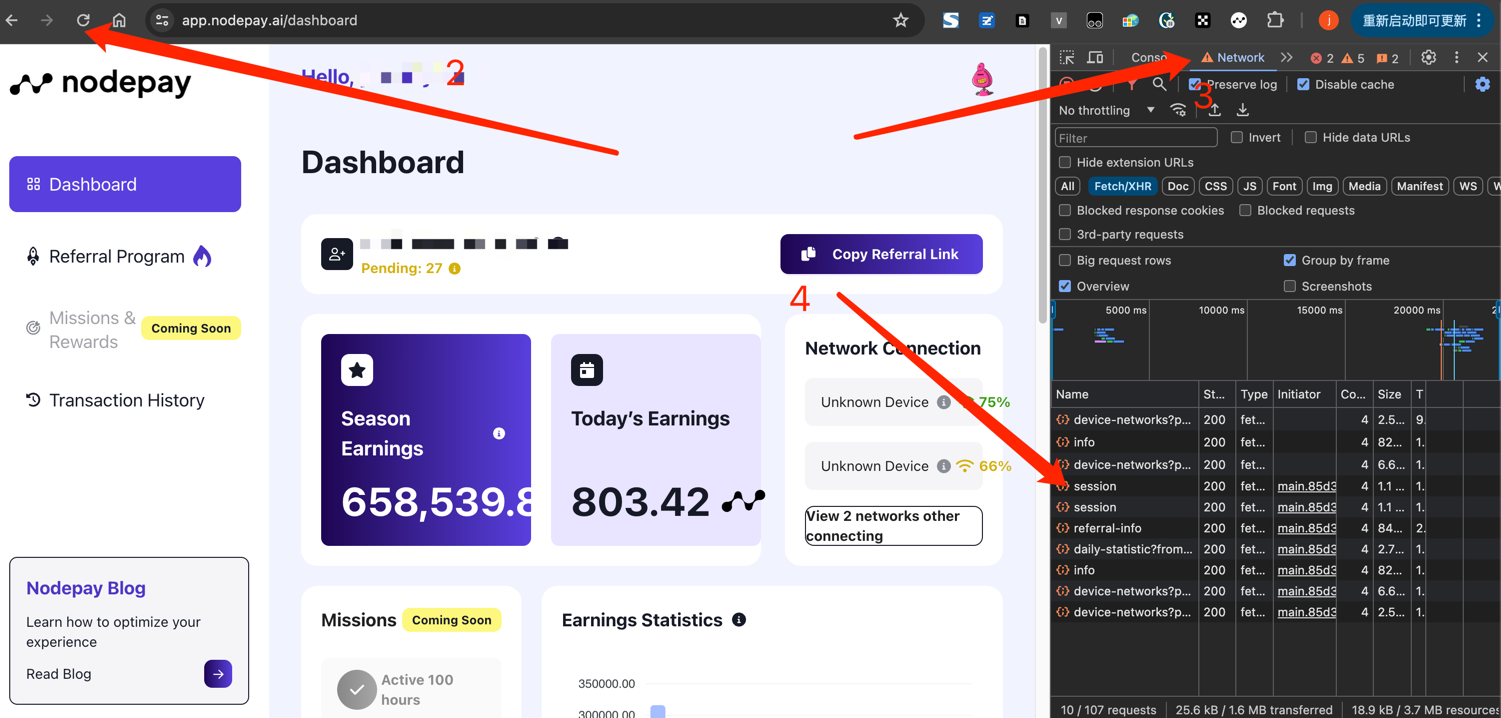 app.nodepay.ai/dashboard
重新启动即可更新
nodepay
Hello,
2
Dashboard
Referral Program
Missions & Rewards
Coming Soon
Transaction History
Nodepay Blog
Learn how to optimize your
experience
Read Blog
Dashboard
Pending: 27
Copy Referral Link
4
Season
Earnings
658,539.8
Today's Earnings
803.42
Network Connection
Unknown Device
75%
Unknown Device
66%
View 2 networks other
connecting
Missions
Coming Soon
Active 100
hours
Earnings Statistics
350000.00
300000.00
Conso
Network
2
5
2
Preserve log
Disable cache
3
No throttling
Filter
Invert
Hide data URLs
Hide extension URLs
All
Fetch/XHR
Doc
CSS
JS
Font
Img
Media
Manifest
WS
W
Blocked response cookies
Blocked requests
3rd-party requests
Big request rows
Group by frame
Overview
Screenshots
5000 ms
10000 ms
15000 ms
20000 ms
Name St... Type Initiator Co... Size T
device-networks?p... 200 fet... 4 2.5... 9.
info 200 fet... 4 82... 1.
device-networks?p... 200 fet... 4 6.6... 1.
session 200 fet... main.85d3 4 1.1 ... 1.
session 200 fet... main.85d3 4 1.1 ... 1.
referral-info 200 fet... main.85d3 4 84... 2.
daily-statistic?from... 200 fet... main.85d3 4 2.7... 1.
info 200 fet... main.85d3 4 82... 1.
device-networks?p... 200 fet... main.85d3 4 6.6... 1.
device-networks?p... 200 fet... main.85d3 4 2.5... 1.
10 / 107 requests
25.6 kB / 1.6 MB transferred
18.9 kB / 3.7 MB resources